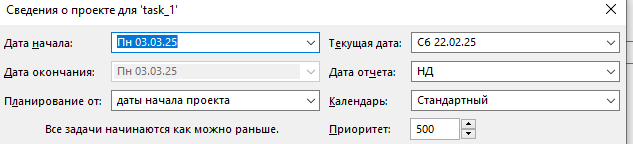 Сведения о проекте для 'task_1'
Дата начала: Пн 03.03.25 Текущая дата: Сб 22.02.25
Дата окончания: Пн 03.03.25 Дата отчета: НД
Планирование от: даты начала проекта Календарь: Стандартный
Все задачи начинаются как можно раньше. Приоритет: 500